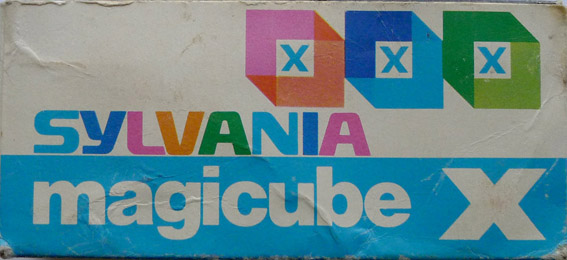 X X X
SYLVANIA
magicube X